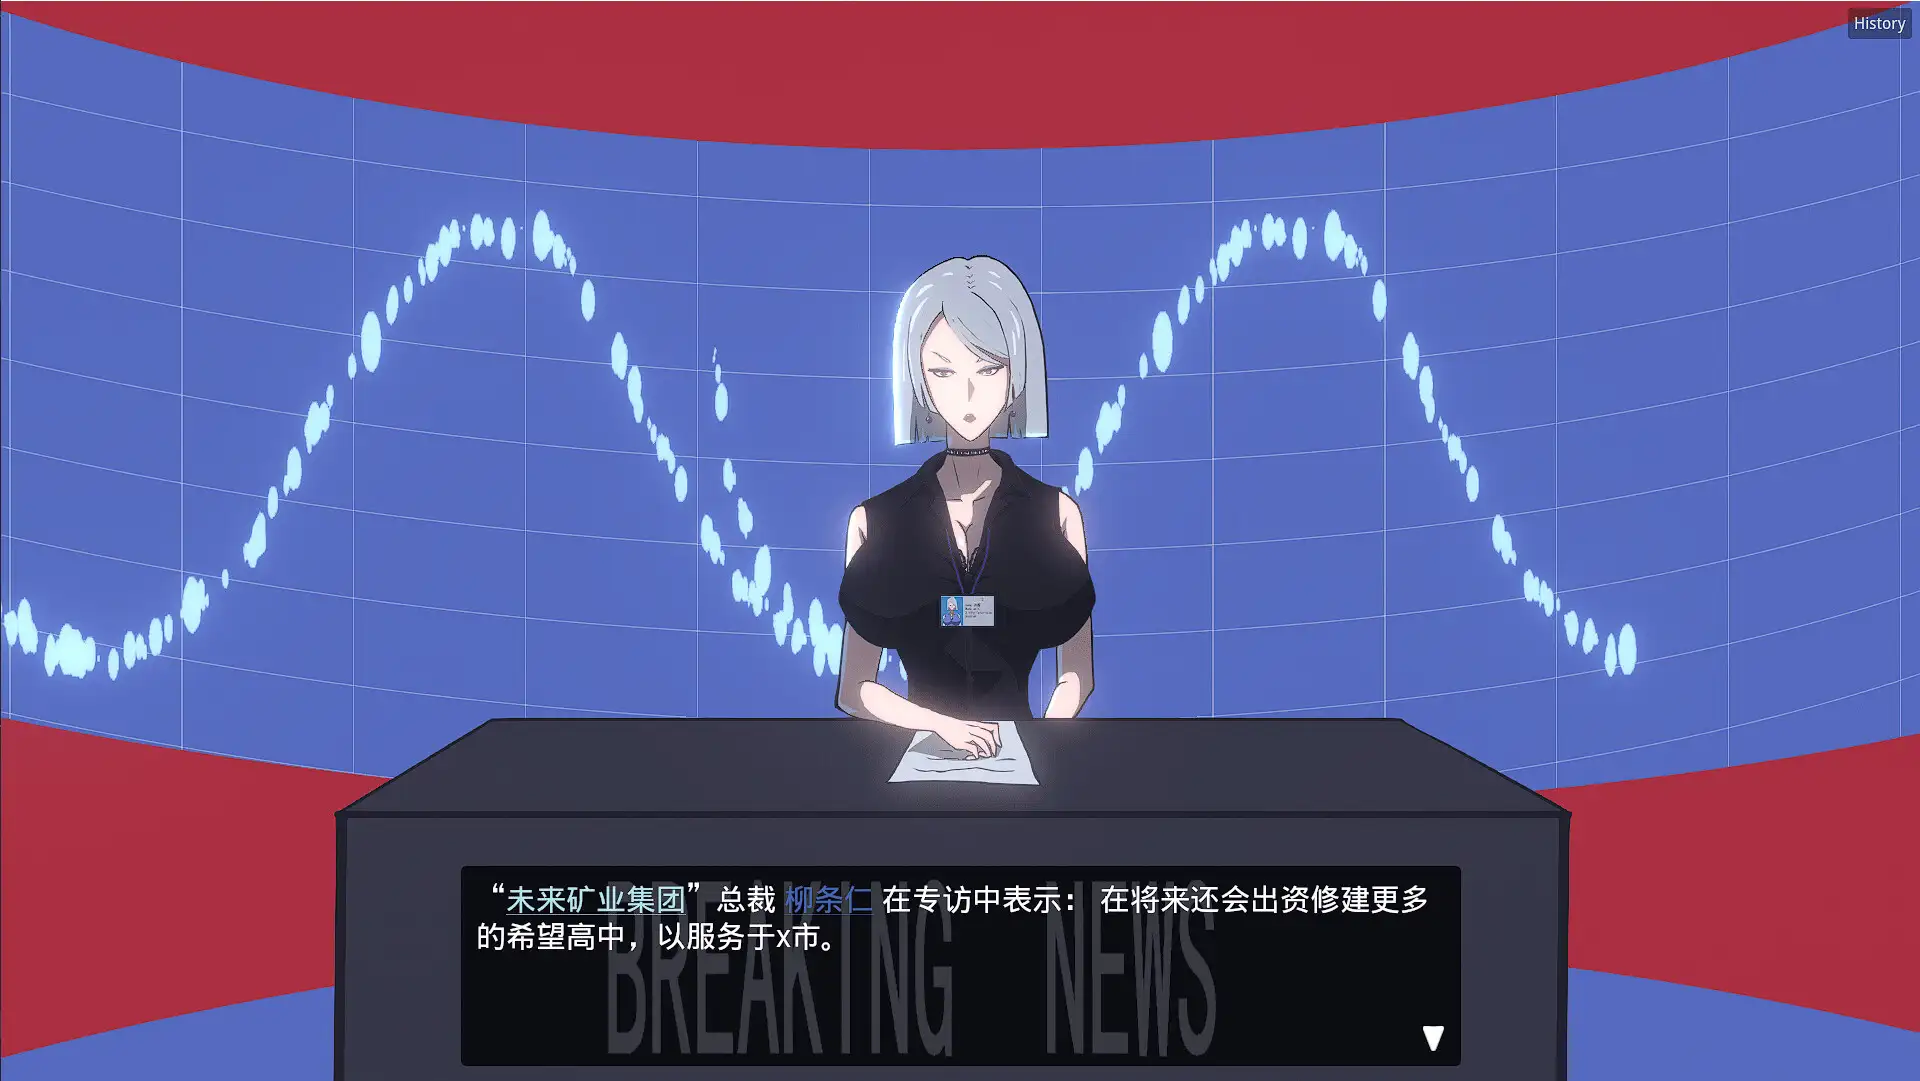 History
“未来矿业集团” 总裁 柳条仁 在专访中表示： 在将来还会出资修建更多
的希望高中，以服务于X市。
BREAKING NEWS